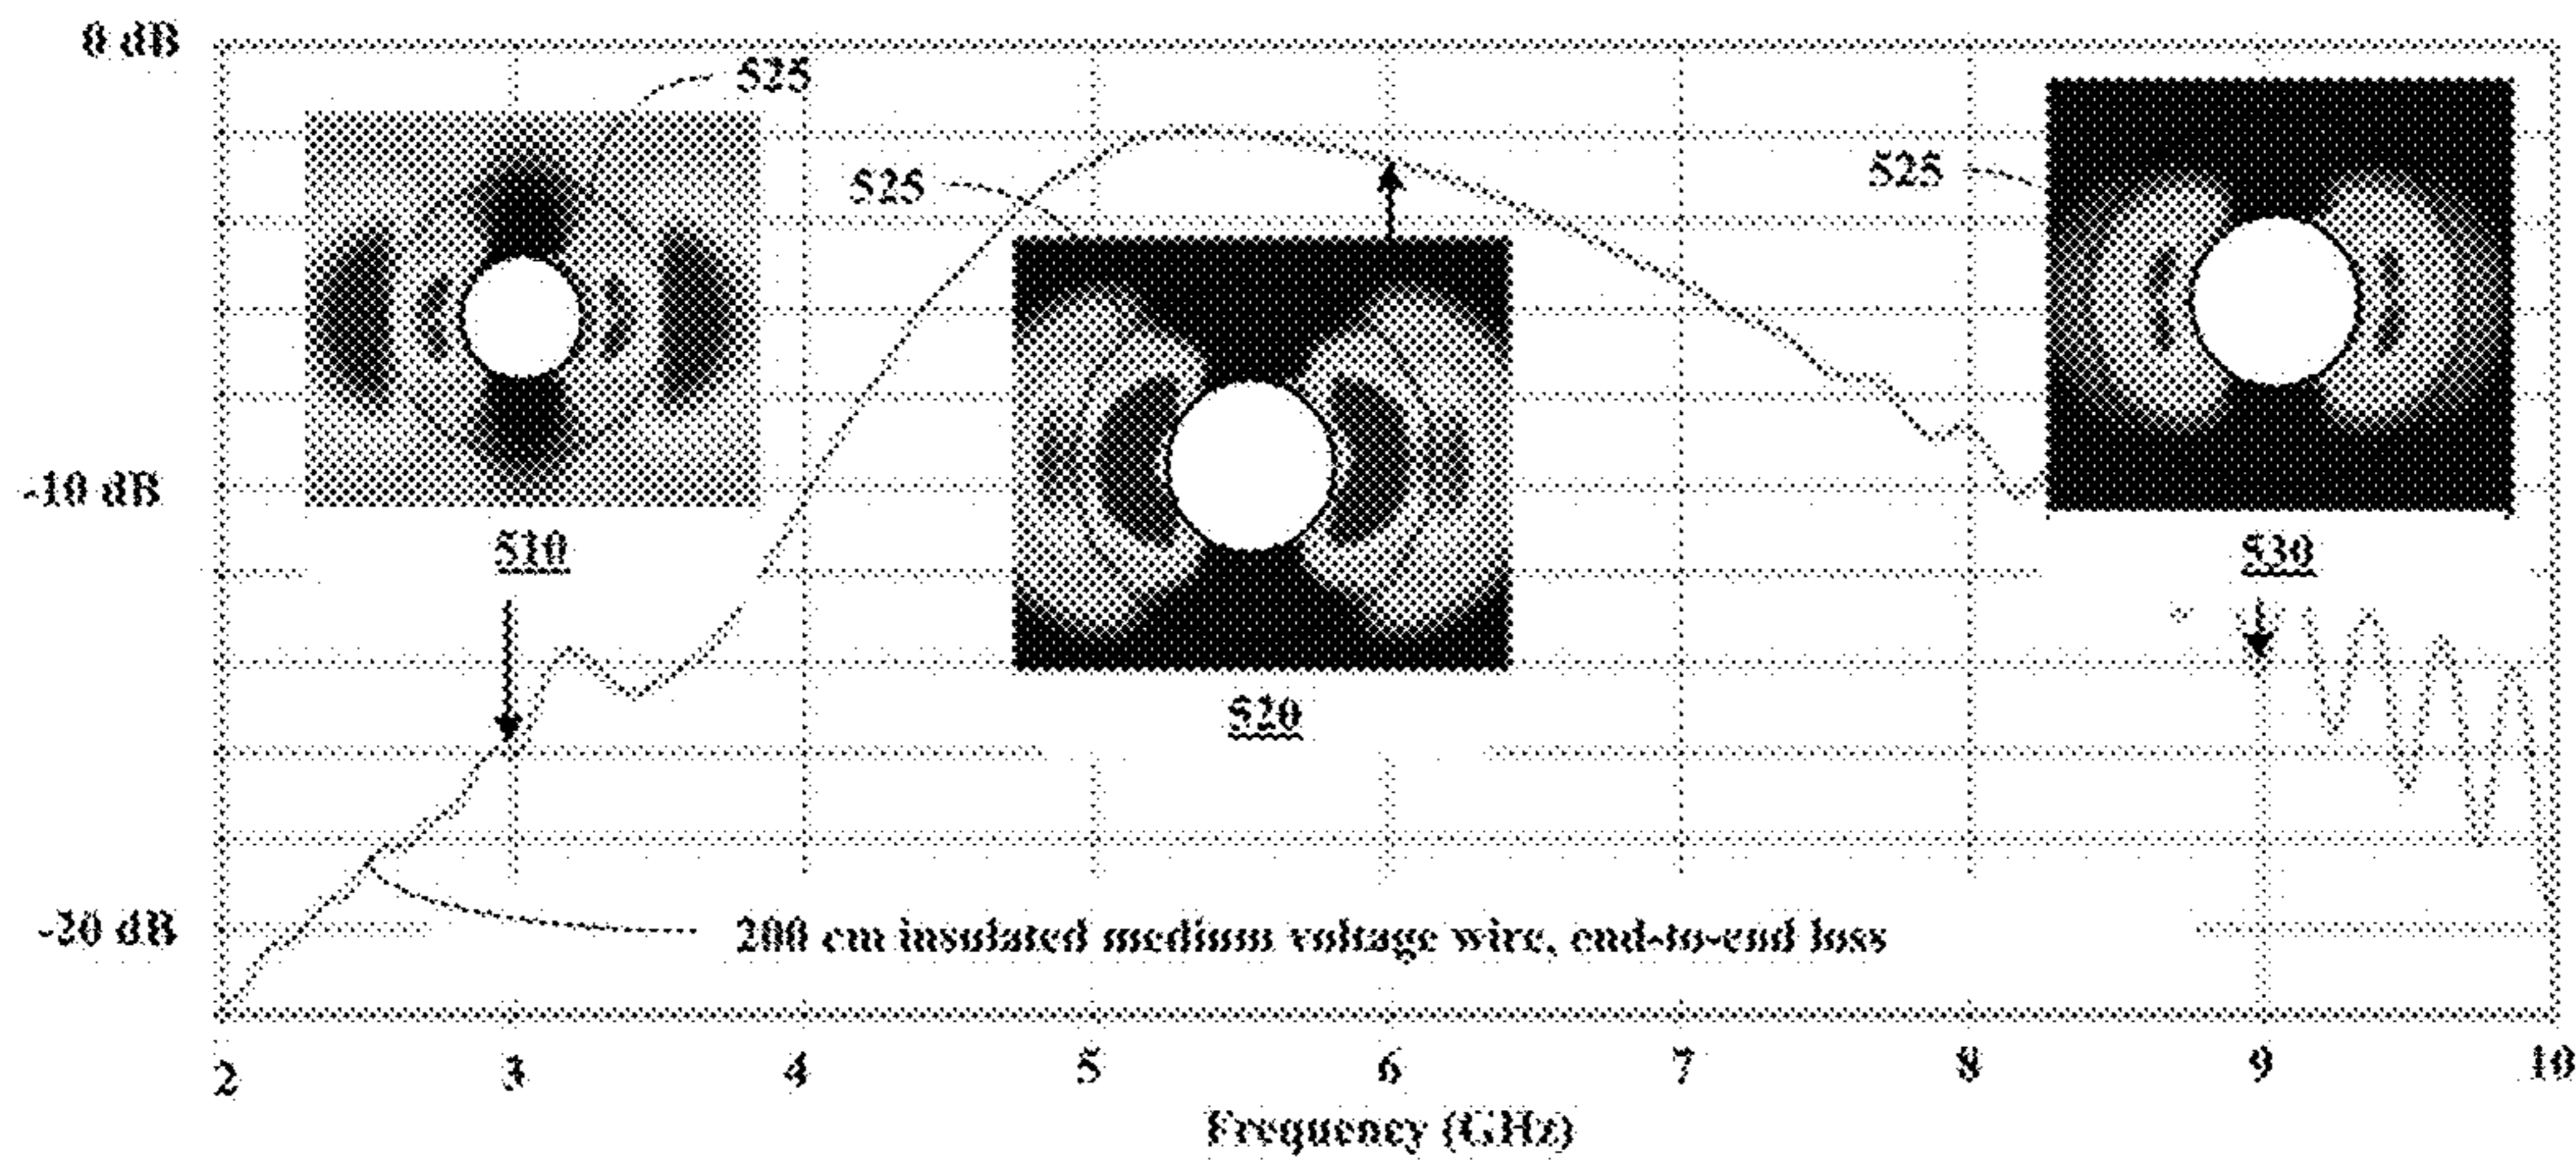 0 dB
525
525
525
-10 dB
510
530
520
-20 dB
200 cm insulated medium voltage wire, end-to-end loss
2 3 4 5 6 7 8 9 10
Frequency (GHz)